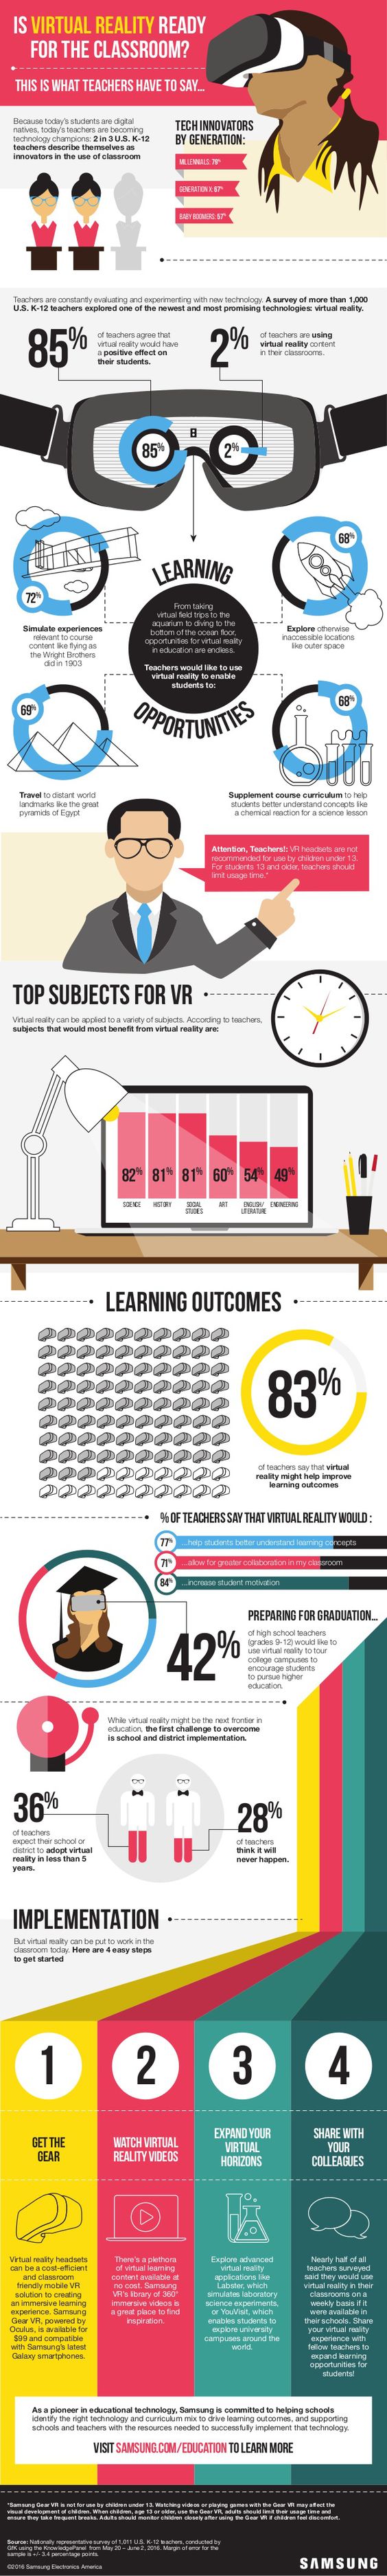 IS VIRTUAL REALITY READY
FOR THE CLASSROOM?
THIS IS WHAT TEACHERS HAVE TO SAY...
Because today's students are digital
natives, today's teachers are becoming
technology champions: 2 in 3 U.S. K-12
teachers describe themselves as
innovators in the use of classroom
TECH INNOVATORS
BY GENERATION:
MILLENNIALS: 78%
GENERATION X: 67%
BABY BOOMERS: 57%
Teachers are constantly evaluating and experimenting with new technology. A survey of more than 1,000
U.S. K-12 teachers explored one of the newest and most promising technologies: virtual reality.
85%
of teachers agree that
virtual reality would have
a positive effect on
their students.
2%
of teachers are using
virtual reality content
in their classrooms.
85%
2%
72%
Simulate experiences
relevant to course
content like flying as
the Wright Brothers
did in 1903
LEARNING
From taking
virtual field trips to the
aquarium to diving to the
bottom of the ocean floor,
opportunities for virtual reality
in education are endless.
Teachers would like to use
virtual reality to enable
students to:
OPPORTUNITIES
68%
Explore otherwise
inaccessible locations
like outer space
69%
Travel to distant world
landmarks like the great
pyramids of Egypt
68%
Supplement course curriculum to help
students better understand concepts like
a chemical reaction for a science lesson
Attention, Teachers!: VR headsets are not
recommended for use by children under 13.
For students 13 and older, teachers should
limit usage time.*
TOP SUBJECTS FOR VR
Virtual reality can be applied to a variety of subjects. According to teachers,
subjects that would most benefit from virtual reality are:
82% 81% 81% 60% 54% 49%
SCIENCE HISTORY SOCIAL STUDIES ART ENGLISH/ LITERATURE ENGINEERING
LEARNING OUTCOMES
83%
of teachers say that virtual
reality might help improve
learning outcomes
% OF TEACHERS SAY THAT VIRTUAL REALITY WOULD :
77% ...help students better understand learning concepts
71% ...allow for greater collaboration in my classroom
84% ...increase student motivation
PREPARING FOR GRADUATION...
42%
of high school teachers
(grades 9-12) would like to
use virtual reality to tour
college campuses to
encourage students
to pursue higher
education.
While virtual reality might be the next frontier in
education, the first challenge to overcome
is school and district implementation.
36%
of teachers
expect their school or
district to adopt virtual
reality in less than 5
years.
28%
of teachers
think it will
never happen.
IMPLEMENTATION
But virtual reality can be put to work in the
classroom today. Here are 4 easy steps
to get started
1
GET THE
GEAR
Virtual reality headsets
can be a cost-efficient
and classroom
friendly mobile VR
solution to creating
an immersive learning
experience. Samsung
Gear VR, powered by
Oculus, is available for
$99 and compatible
with Samsung's latest
Galaxy smartphones.
2
WATCH VIRTUAL
REALITY VIDEOS
There's a plethora
of virtual learning
content available at
no cost. Samsung
VR's library of 360°
immersive videos is
a great place to find
inspiration.
3
EXPAND YOUR
VIRTUAL
HORIZONS
Explore advanced
virtual reality
applications like
Labster, which
simulates laboratory
science experiments,
or YouVisit, which
enables students to
explore university
campuses around the
world.
4
SHARE WITH
YOUR
COLLEAGUES
Nearly half of all
teachers surveyed
said they would use
virtual reality in their
classrooms on a
weekly basis if it
were available in
their schools. Share
your virtual reality
experience with
fellow teachers to
expand learning
opportunities for
students!
As a pioneer in educational technology, Samsung is committed to helping schools
identify the right technology and curriculum mix to drive learning outcomes, and supporting
schools and teachers with the resources needed to successfully implement that technology.
VISIT SAMSUNG.COM/EDUCATION TO LEARN MORE
*Samsung Gear VR is not for use by children under 13. Watching videos or playing games with the Gear VR may affect the
visual development of children. When children, age 13 or older, use the Gear VR, adults should limit their usage time and
ensure they take frequent breaks. Adults should monitor children closely after using the Gear VR if children feel discomfort.
Source: Nationally representative survey of 1,011 U.S. K-12 teachers, conducted by
GfK using the KnowledgePanel from May 20 – June 2, 2016. Margin of error for the
sample is +/- 3.4 percentage points.
©2016 Samsung Electronics America
SAMSUNG